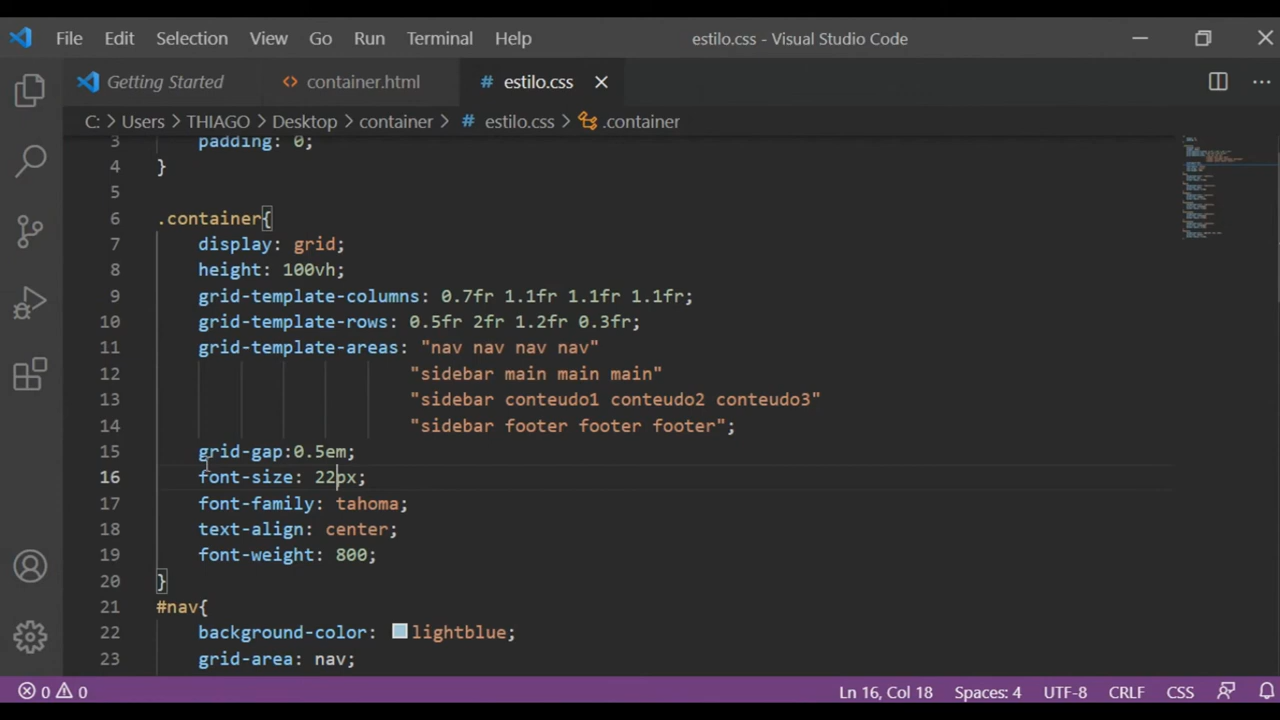 File Edit Selection View Go Run Terminal Help estilo.css - Visual Studio Code
Getting Started container.html # estilo.css
C: > Users > THIAGO > Desktop > container > # estilo.css > .container
3 padding: 0;
4 }
5
6 .container{
7 display: grid;
8 height: 100vh;
9 grid-template-columns: 0.7fr 1.1fr 1.1fr 1.1fr;
10 grid-template-rows: 0.5fr 2fr 1.2fr 0.3fr;
11 grid-template-areas: "nav nav nav nav"
12 "sidebar main main main"
13 "sidebar conteudo1 conteudo2 conteudo3"
14 "sidebar footer footer footer";
15 grid-gap:0.5em;
16 font-size: 22px;
17 font-family: tahoma;
18 text-align: center;
19 font-weight: 800;
20 }
21 #nav{
22 background-color: lightblue;
23 grid-area: nav;
0 0 Ln 16, Col 18 Spaces: 4 UTF-8 CRLF CSS